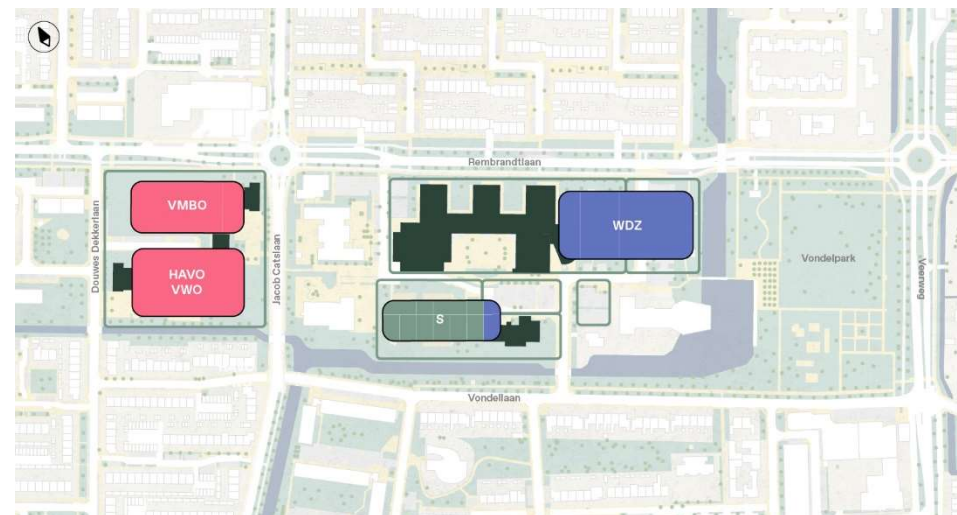 Rembrandtlaan
VMBO
WDZ
Douwes Dekkerlaan
HAVO
VWO
Jacob Catslaan
Vondelpark
Veerweg
S
Vondellaan